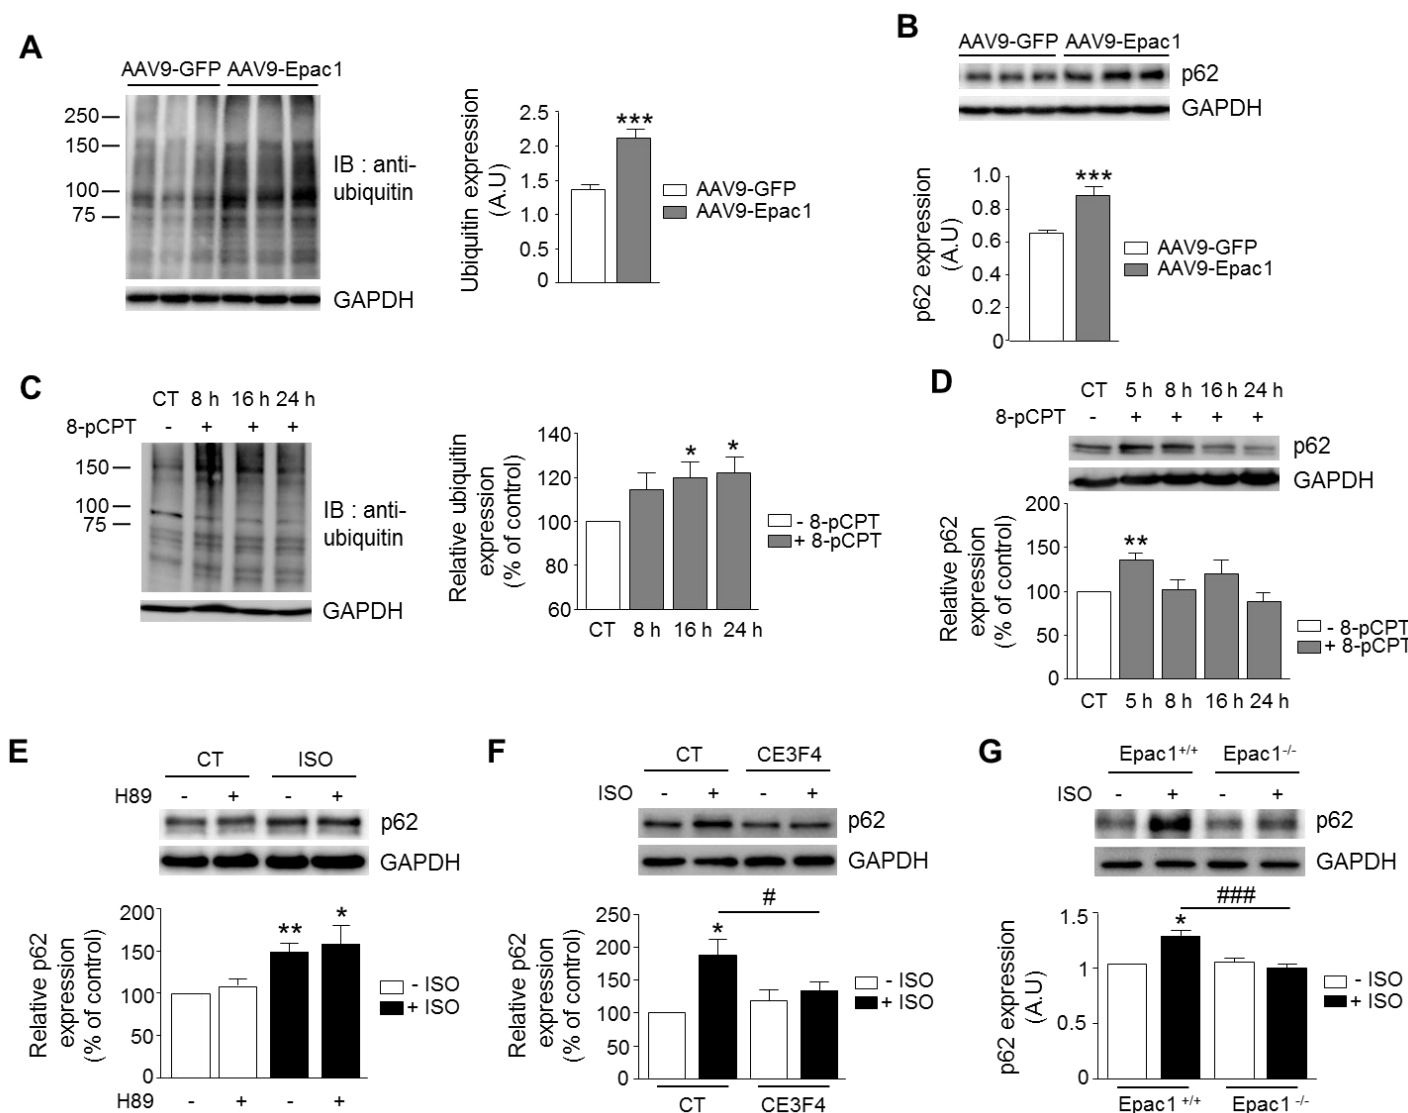 A
AAV9-GFP AAV9-Epac1
250
150
100
75
IB : anti-
ubiquitin
GAPDH
Ubiquitin expression
(A.U)
2.5
2.0
1.5
1.0
0.5
0
***
AAV9-GFP
AAV9-Epac1
B
AAV9-GFP AAV9-Epac1
p62
GAPDH
p62 expression
(A.U)
1.0
0.8
0.6
0.4
0.2
0
***
AAV9-GFP
AAV9-Epac1
C
CT 8 h 16 h 24 h
8-pCPT - + + +
150
100
75
IB : anti-
ubiquitin
GAPDH
Relative ubiquitin
expression
(% of control)
140
120
100
80
60
* *
CT 8 h 16 h 24 h
- 8-pCPT
+ 8-pCPT
D
CT 5 h 8 h 16 h 24 h
8-pCPT - + + + +
p62
GAPDH
Relative p62
expression
(% of control)
200
150
100
50
0
**
CT 5 h 8 h 16 h 24 h
- 8-pCPT
+ 8-pCPT
E
CT ISO
H89 - + - +
p62
GAPDH
Relative p62
expression
(% of control)
200
150
100
50
0
** *
H89 - + - +
- ISO
+ ISO
F
CT CE3F4
ISO - + - +
p62
GAPDH
Relative p62
expression
(% of control)
250
200
150
100
50
0
* #
CT CE3F4
- ISO
+ ISO
G
Epac1+/+ Epac1-/-
ISO - + - +
p62
GAPDH
p62 expression
(A.U)
1.5
1
0.5
0
* ###
Epac1 +/+ Epac1 -/-
- ISO
+ ISO